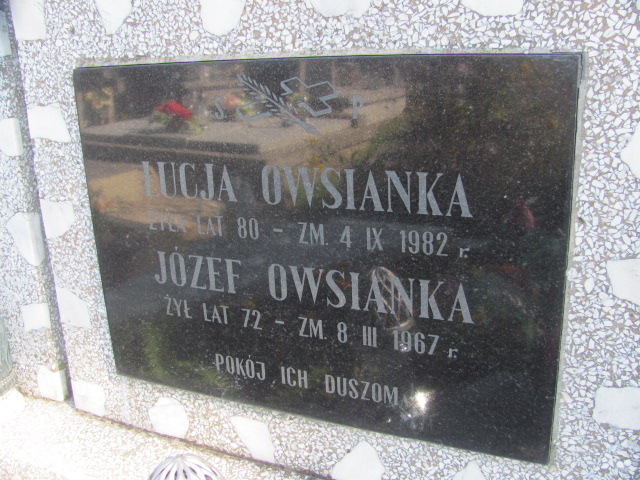 Ś P
ŁUCJA OWSIANKA
ŻYŁA LAT 80 - ZM. 4 IX 1982 r.
JÓZEF OWSIANKA
ŻYŁ LAT 72 - ZM. 8 III 1967 r.
POKÓJ ICH DUSZOM